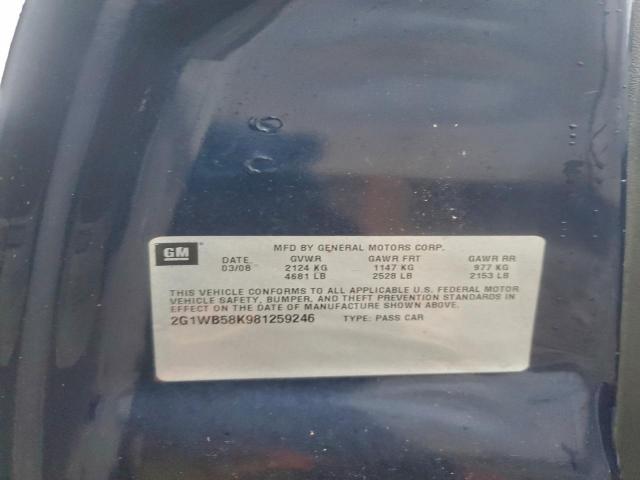 GM
MFD BY GENERAL MOTORS CORP.
DATE GVWR GAWR FRT GAWR RR
03/08 2124 KG 1147 KG 977 KG
4681 LB 2528 LB 2153 LB
THIS VEHICLE CONFORMS TO ALL APPLICABLE U.S. FEDERAL MOTOR
VEHICLE SAFETY, BUMPER, AND THEFT PREVENTION STANDARDS
IN EFFECT ON THE DATE OF MANUFACTURE SHOWN ABOVE.
2G1WB58K981259246 TYPE: PASS CAR